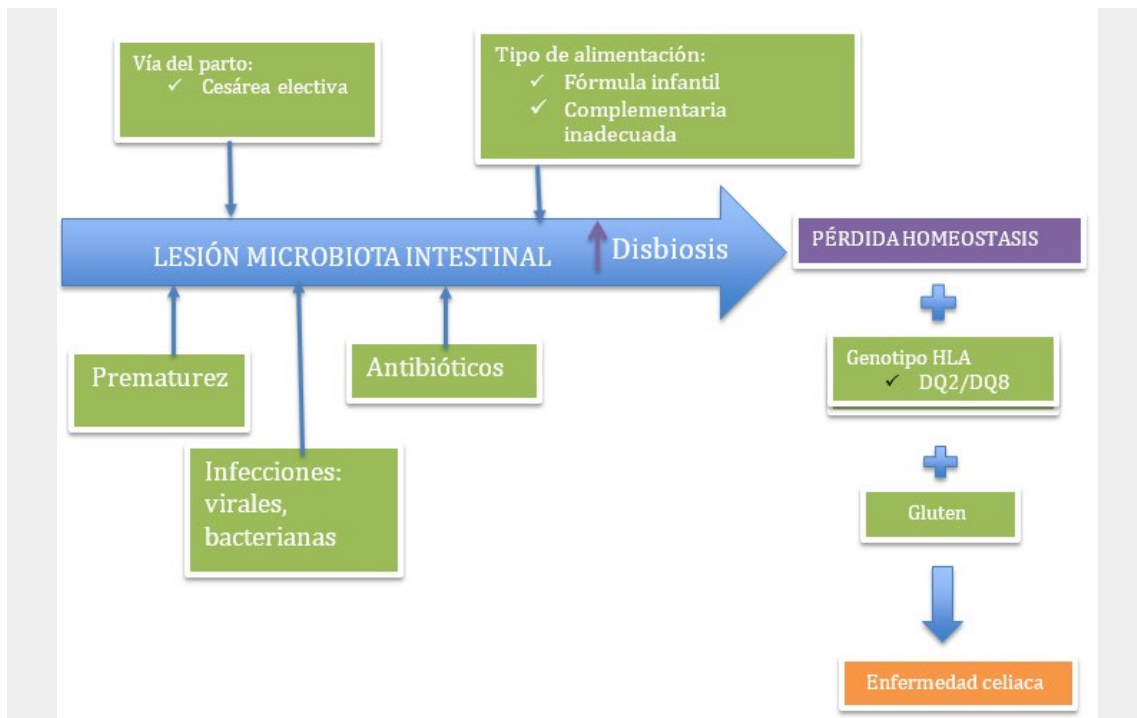 Vía del parto:
✓ Cesárea electiva
Tipo de alimentación:
✓ Fórmula infantil
✓ Complementaria
inadecuada
LESIÓN MICROBIOTA INTESTINAL
Disbiosis
PÉRDIDA HOMEOSTASIS
Prematurez
Antibióticos
Infecciones:
virales,
bacterianas
Genotipo HLA
✓ DQ2/DQ8
Gluten
Enfermedad celiaca